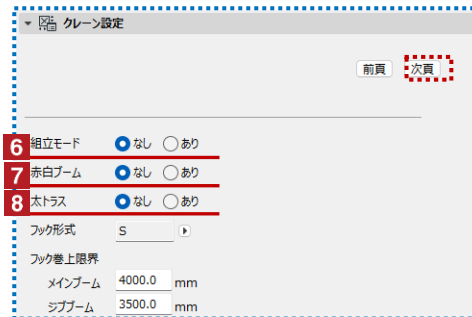 クレーン設定
前頁 次頁
6 組立モード なし あり
7 赤白ブーム なし あり
8 太トラス なし あり
フック形式 S
フック巻上限界
メインブーム 4000.0 mm
ジブブーム 3500.0 mm